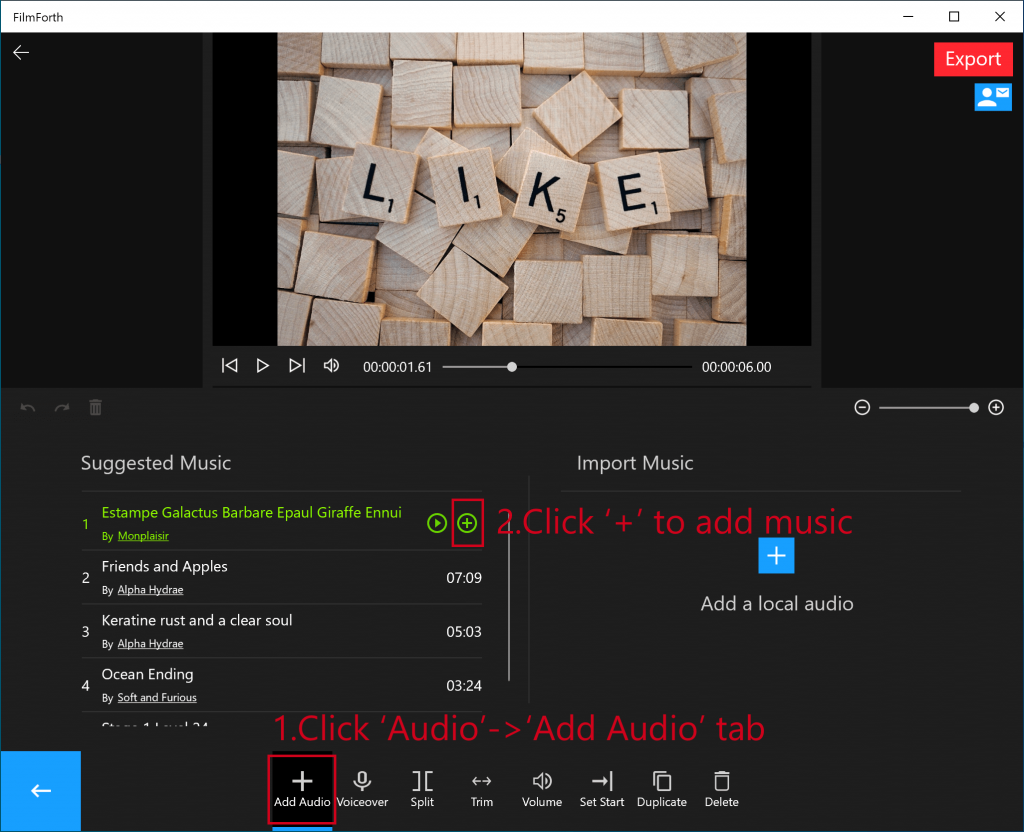 FilmForth
Export
L1 I1 K5 E1
00:00:01.61
00:00:06.00
Suggested Music
1
Estampe Galactus Barbare Epaul Giraffe Ennui
By Monplaisir
2
Friends and Apples
By Alpha Hydrae
07:09
3
Keratine rust and a clear soul
By Alpha Hydrae
05:03
4
Ocean Ending
By Soft and Furious
03:24
Import Music
2.Click ‘+’ to add music
Add a local audio
1.Click ‘Audio’->‘Add Audio’ tab
Add Audio
Voiceover
Split
Trim
Volume
Set Start
Duplicate
Delete